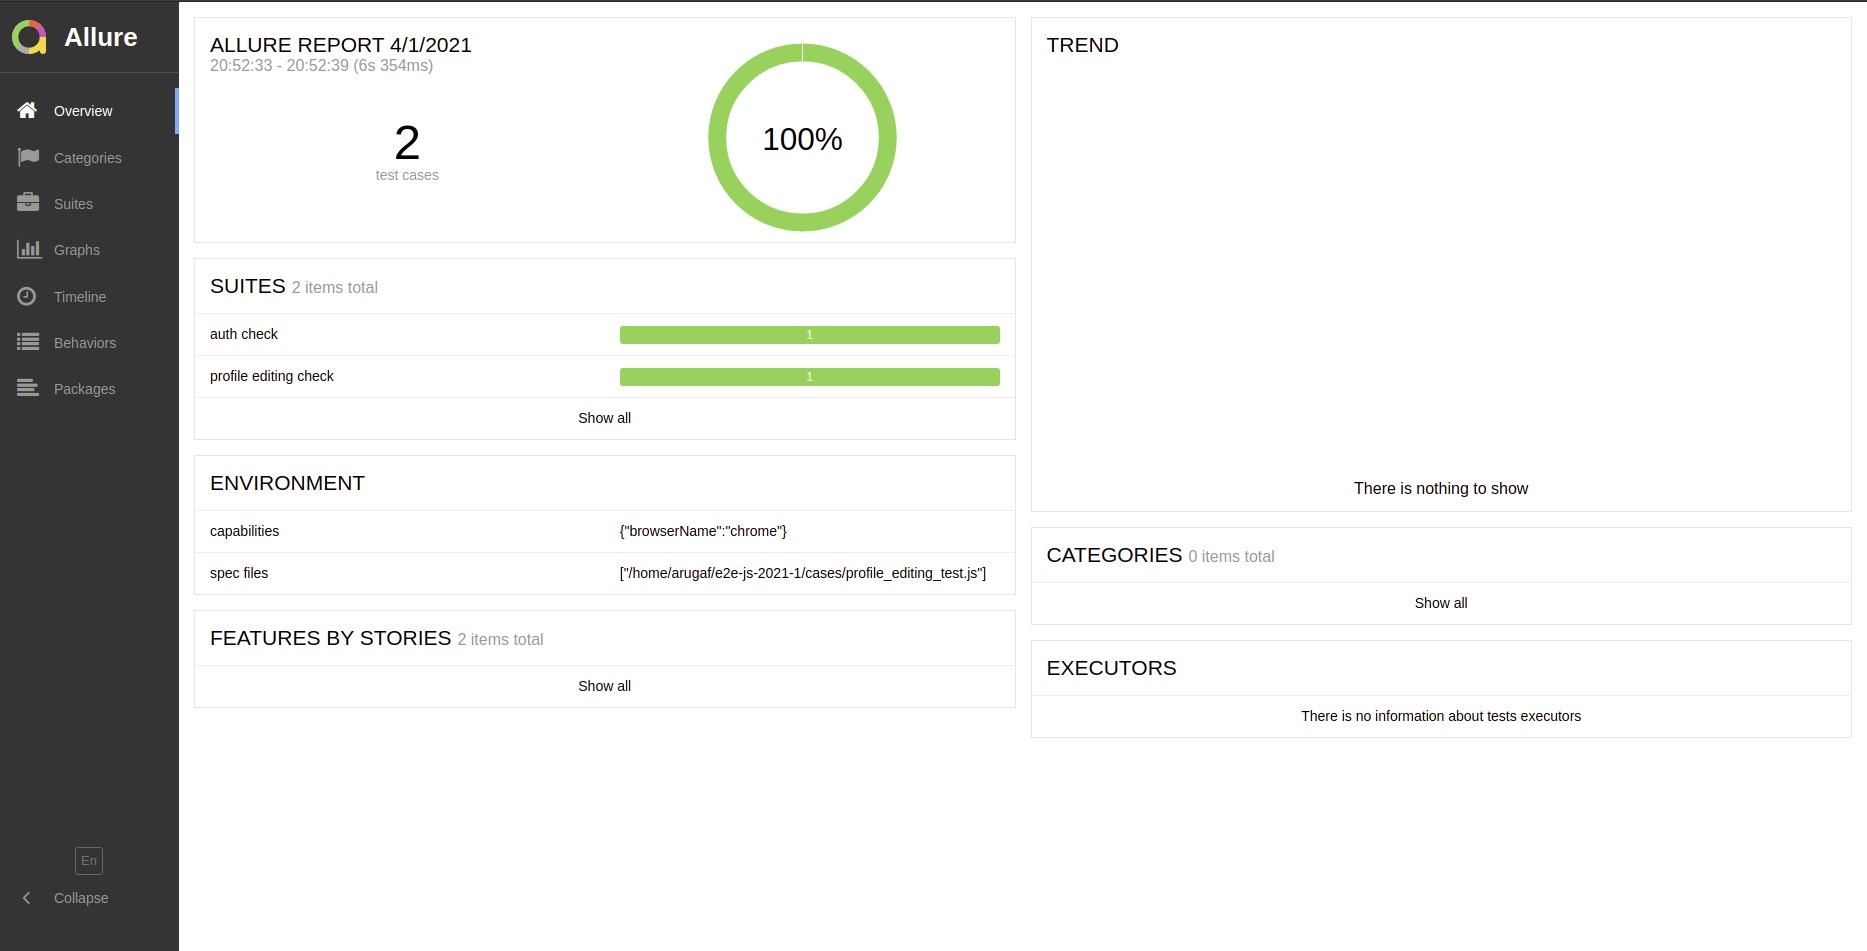 Allure
Overview
Categories
Suites
Graphs
Timeline
Behaviors
Packages
En
Collapse
ALLURE REPORT 4/1/2021
20:52:33 - 20:52:39 (6s 354ms)
2
test cases
100%
SUITES 2 items total
auth check 1
profile editing check 1
Show all
ENVIRONMENT
capabilities {"browserName":"chrome"}
spec files ["/home/arugaf/e2e-js-2021-1/cases/profile_editing_test.js"]
FEATURES BY STORIES 2 items total
Show all
TREND
There is nothing to show
CATEGORIES 0 items total
Show all
EXECUTORS
There is no information about tests executors